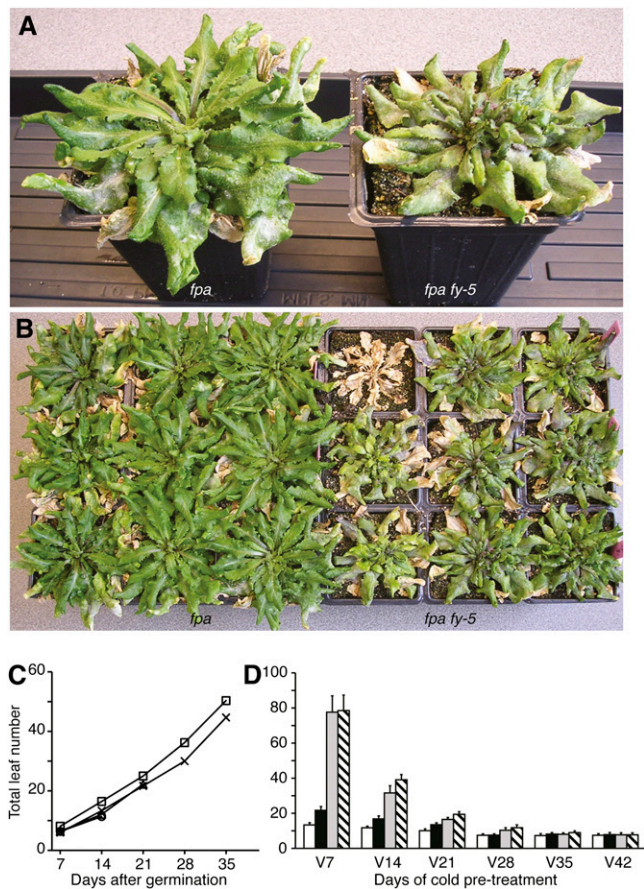 A
fpa
fpa fy-5
B
fpa
fpa fy-5
C
60
40
20
0
Total leaf number
7 14 21 28 35
Days after germination
D
100
80
60
40
20
0
V7 V14 V21 V28 V35 V42
Days of cold pre-treatment